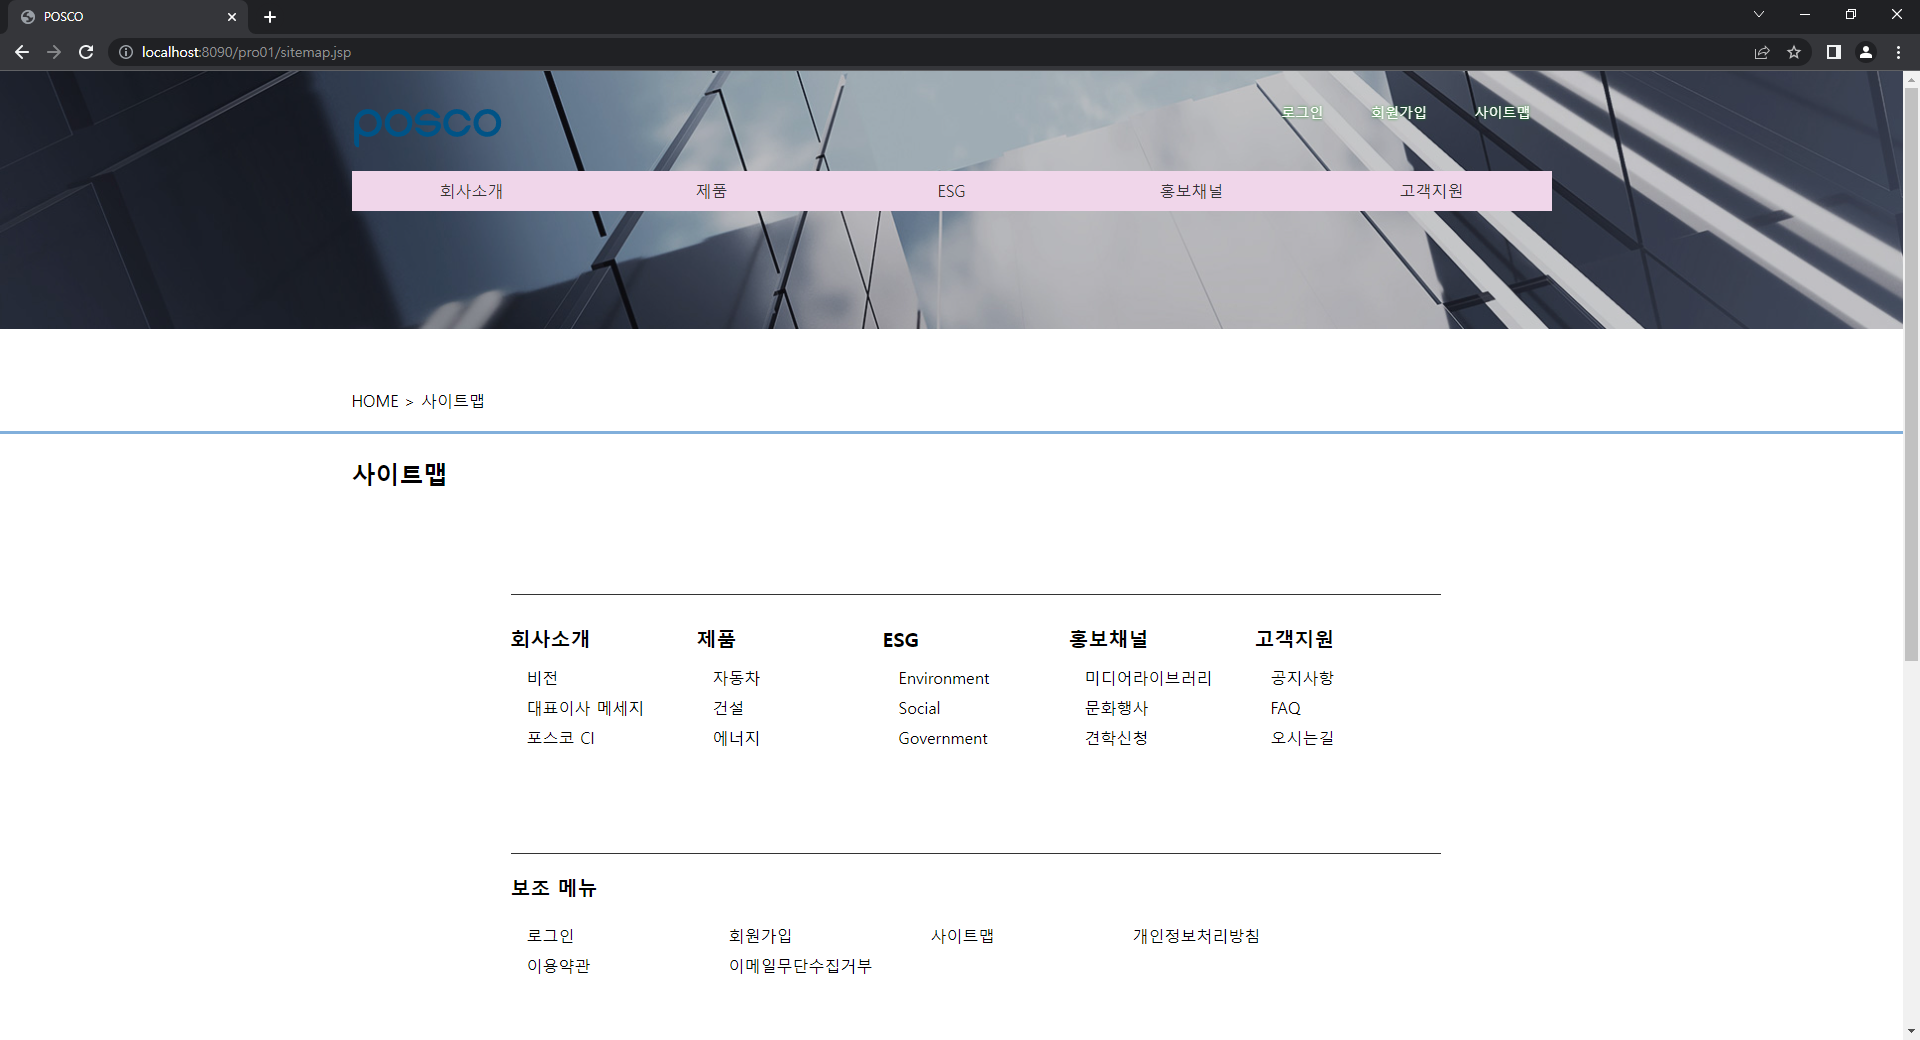 POSCO
localhost:8090/pro01/sitemap.jsp
posco
로그인 회원가입 사이트맵
회사소개 제품 ESG 홍보채널 고객지원
HOME > 사이트맵
사이트맵
회사소개 제품 ESG 홍보채널 고객지원
비전 자동차 Environment 미디어라이브러리 공지사항
대표이사 메세지 건설 Social 문화행사 FAQ
포스코 CI 에너지 Government 견학신청 오시는길
보조 메뉴
로그인 회원가입 사이트맵 개인정보처리방침
이용약관 이메일무단수집거부